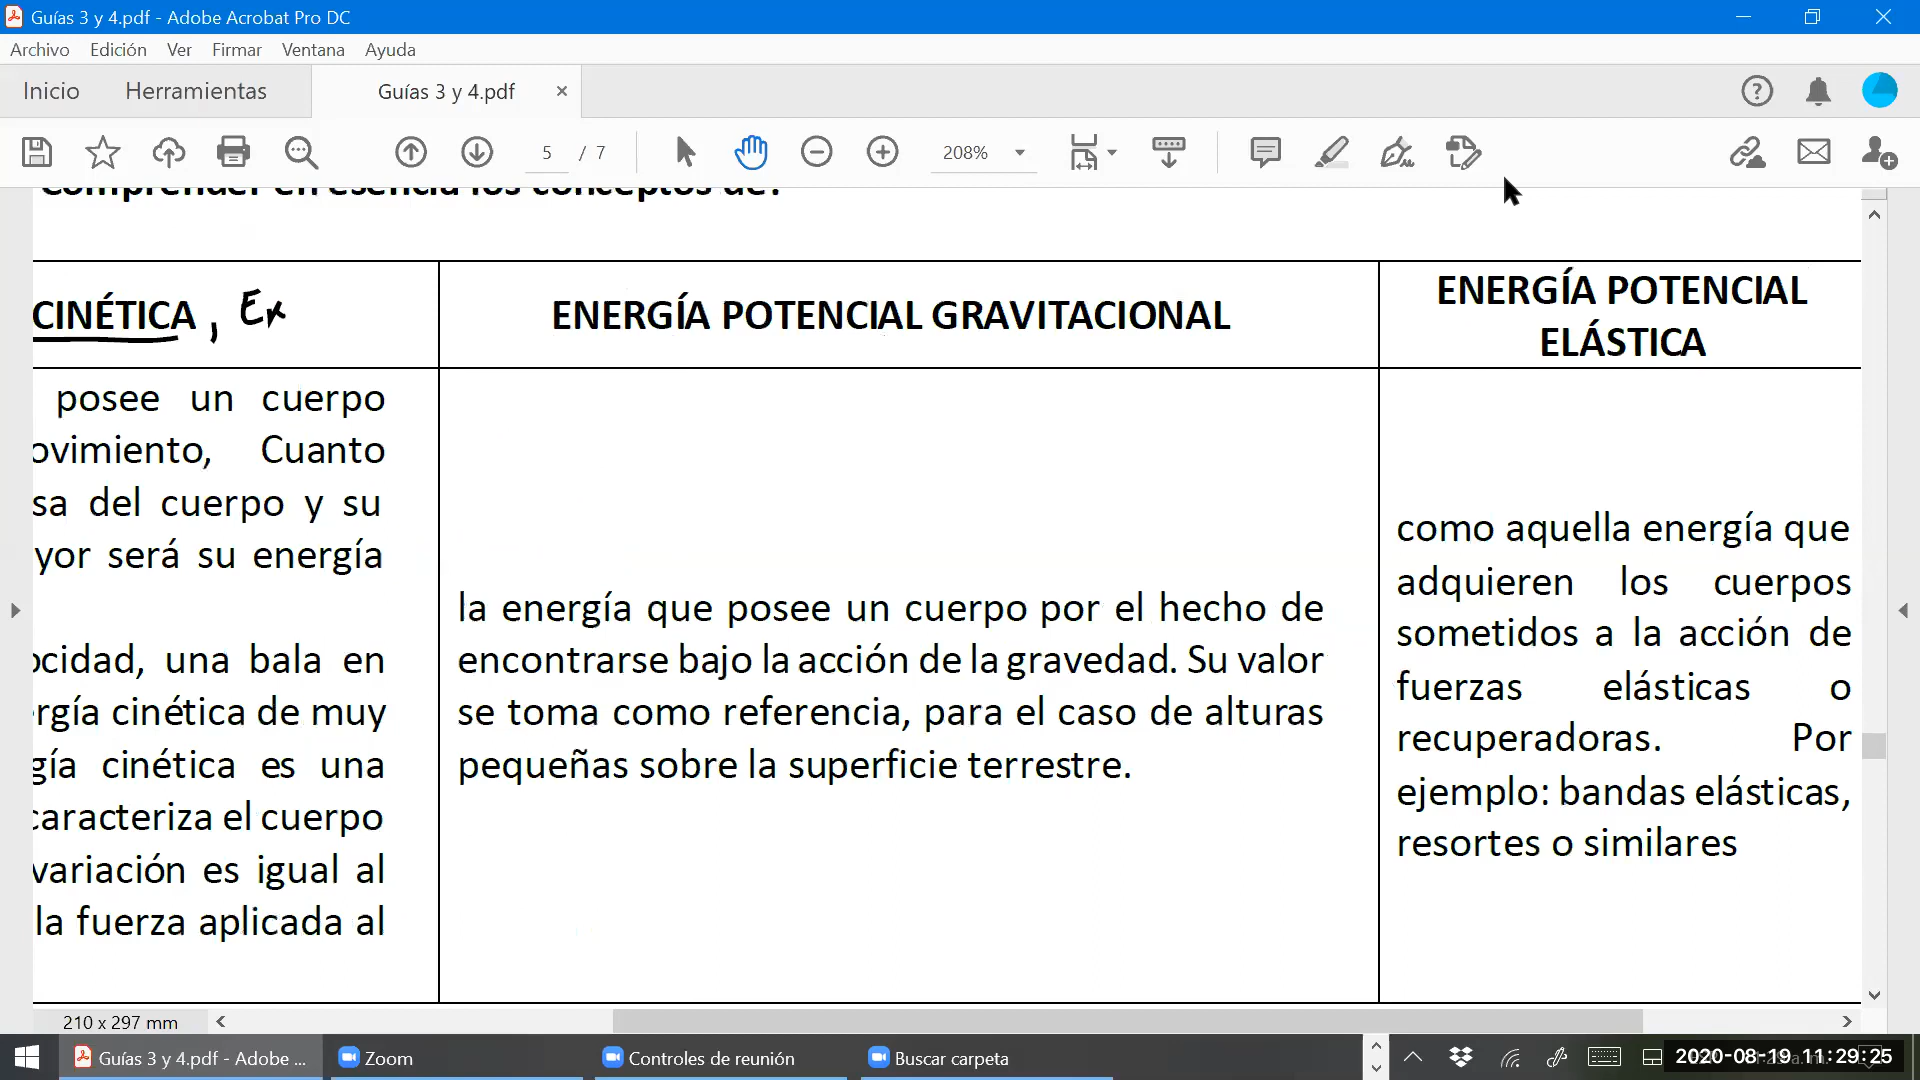 Guías 3 y 4.pdf - Adobe Acrobat Pro DC
Archivo Edición Ver Firmar Ventana Ayuda
Inicio Herramientas Guías 3 y 4.pdf ×
5 / 7 208%
Comprender en esencia los conceptos de:
CINÉTICA , Ek
ENERGÍA POTENCIAL GRAVITACIONAL
ENERGÍA POTENCIAL
ELÁSTICA
posee un cuerpo
ovimiento, Cuanto
sa del cuerpo y su
yor será su energía
ocidad, una bala en
rgía cinética de muy
gía cinética es una
caracteriza el cuerpo
variación es igual al
la fuerza aplicada al
la energía que posee un cuerpo por el hecho de
encontrarse bajo la acción de la gravedad. Su valor
se toma como referencia, para el caso de alturas
pequeñas sobre la superficie terrestre.
como aquella energía que
adquieren los cuerpos
sometidos a la acción de
fuerzas elásticas o
recuperadoras. Por
ejemplo: bandas elásticas,
resortes o similares
210 x 297 mm
Guías 3 y 4.pdf - Adobe ... Zoom Controles de reunión Buscar carpeta 2020-08-19 11:29:25